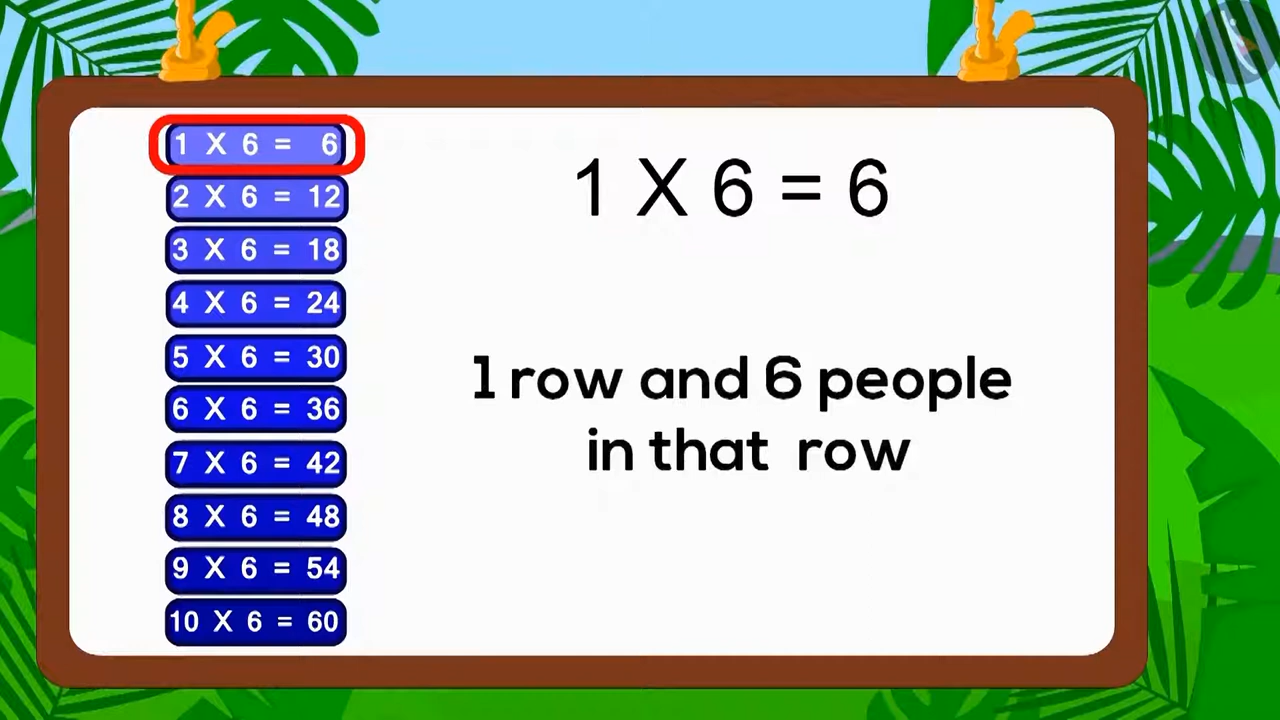 1 X 6 = 6
2 X 6 = 12
3 X 6 = 18
4 X 6 = 24
5 X 6 = 30
6 X 6 = 36
7 X 6 = 42
8 X 6 = 48
9 X 6 = 54
10 X 6 = 60
1 X 6 = 6
1 row and 6 people
in that row